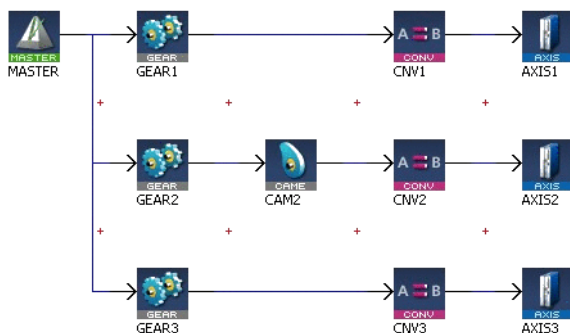 MASTER GEAR A B CONV AXIS
MASTER GEAR1 CNV1 AXIS1
GEAR CAME A B CONV AXIS
GEAR2 CAM2 CNV2 AXIS2
GEAR A B CONV AXIS
GEAR3 CNV3 AXIS3